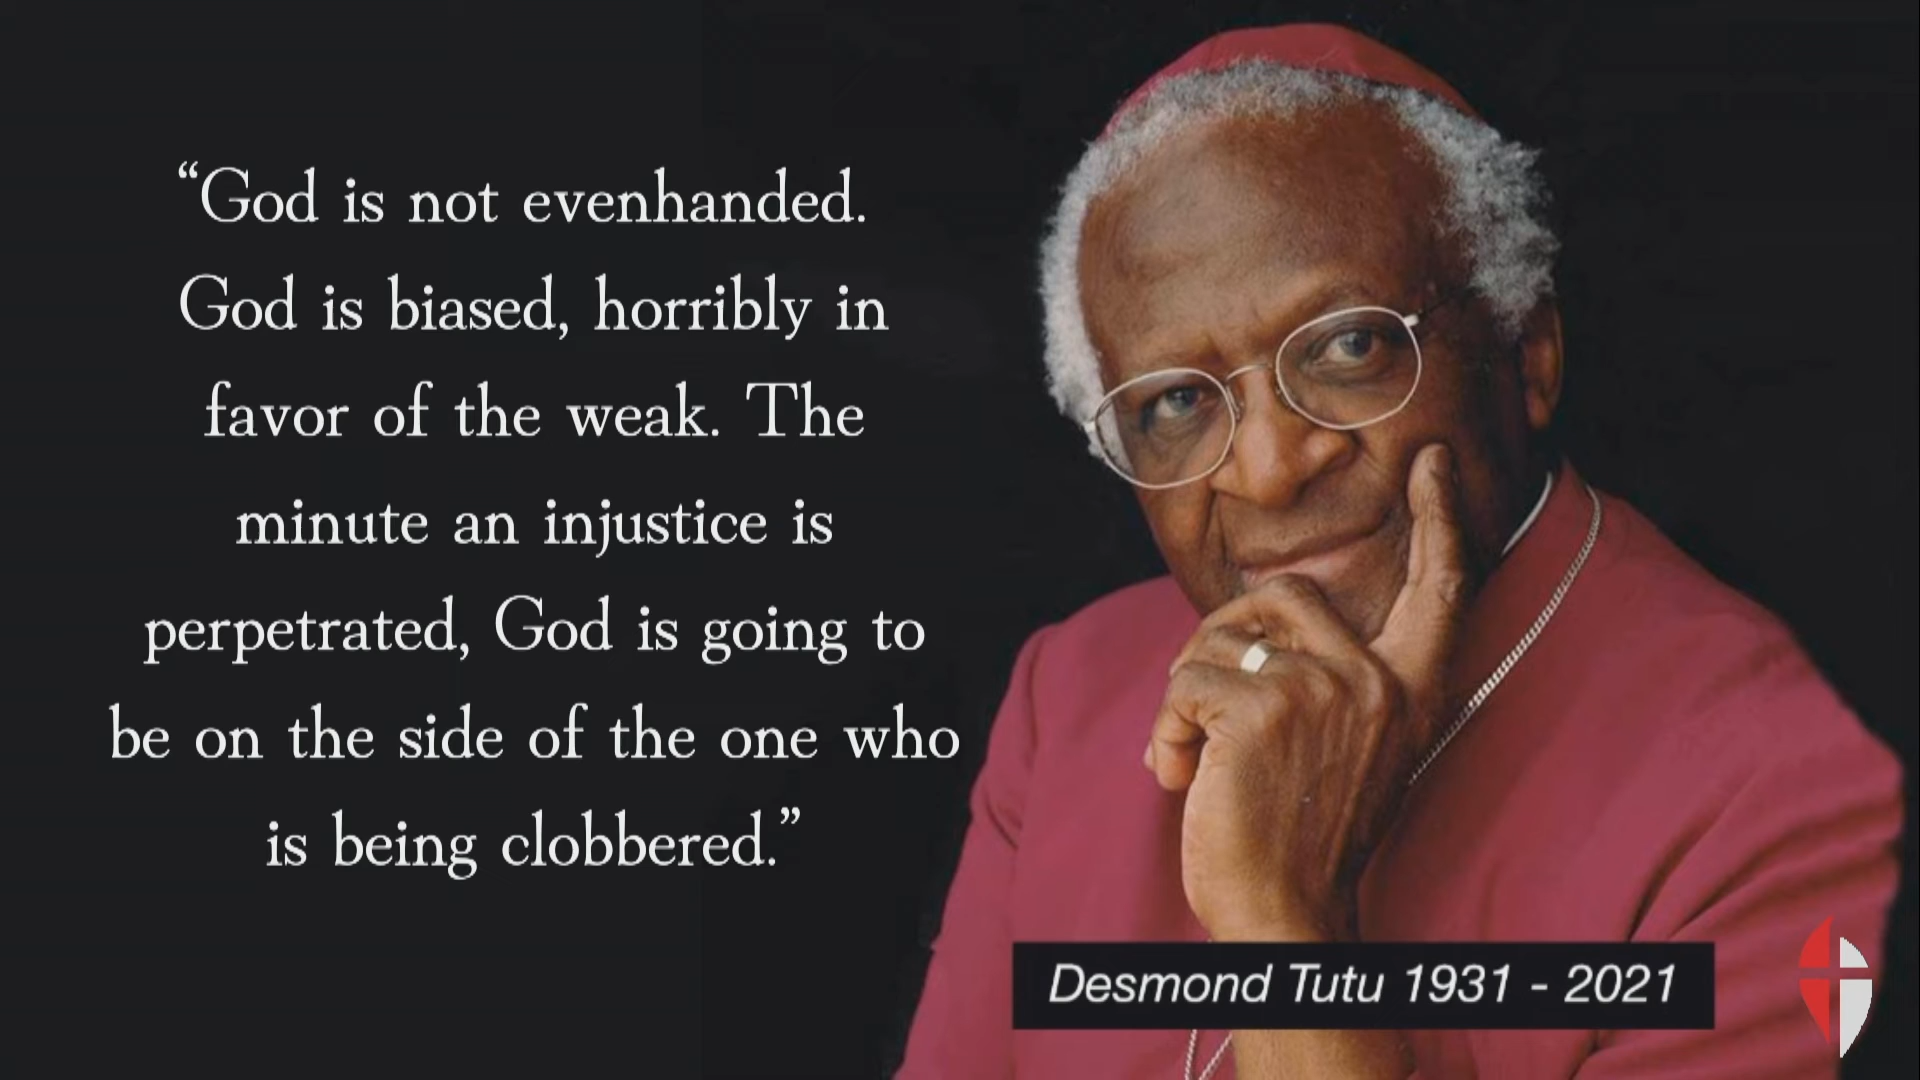 “God is not evenhanded.
God is biased, horribly in
favor of the weak. The
minute an injustice is
perpetrated, God is going to
be on the side of the one who
is being clobbered.”
Desmond Tutu 1931 - 2021